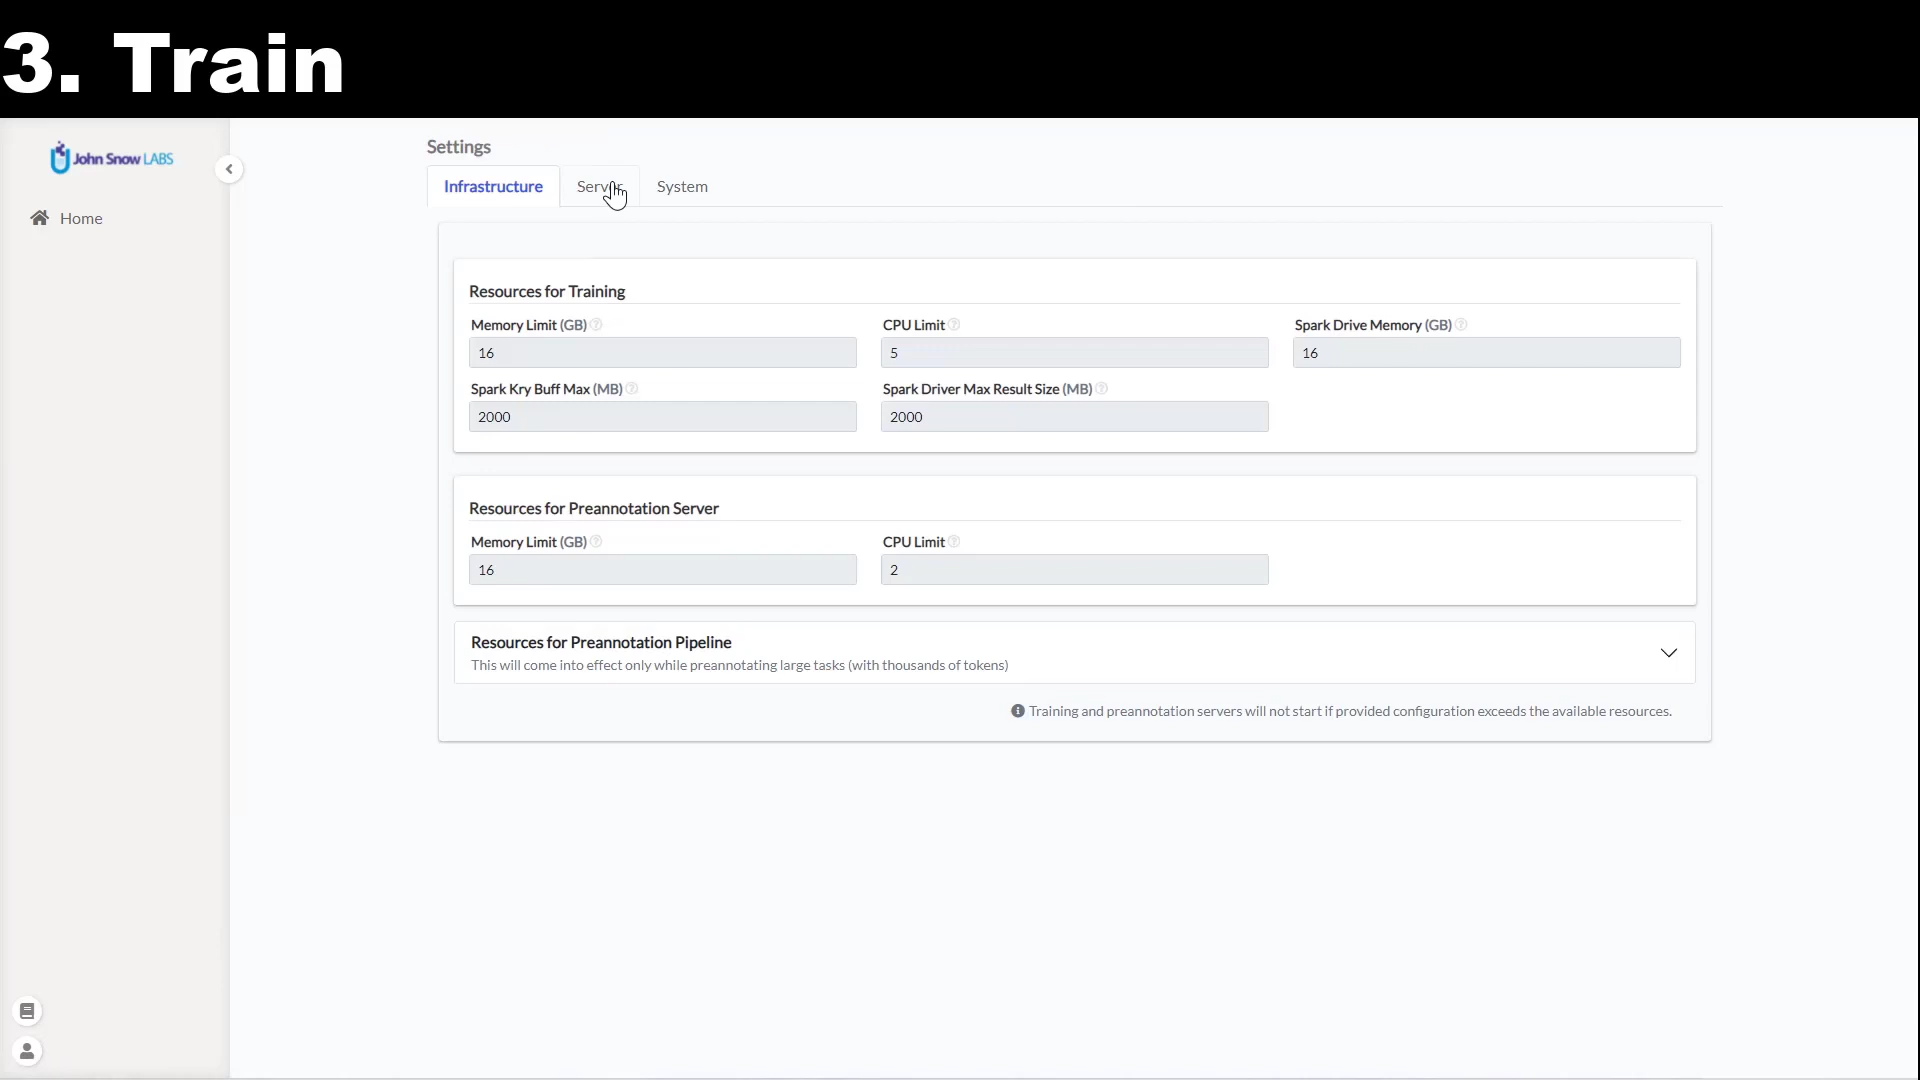 3. Train
John Snow LABS
Home
Settings
Infrastructure
Server
System
Resources for Training
Memory Limit (GB)
CPU Limit
Spark Drive Memory (GB)
16
5
16
Spark Kry Buff Max (MB)
Spark Driver Max Result Size (MB)
2000
2000
Resources for Preannotation Server
Memory Limit (GB)
CPU Limit
16
2
Resources for Preannotation Pipeline
This will come into effect only while preannotating large tasks (with thousands of tokens)
Training and preannotation servers will not start if provided configuration exceeds the available resources.